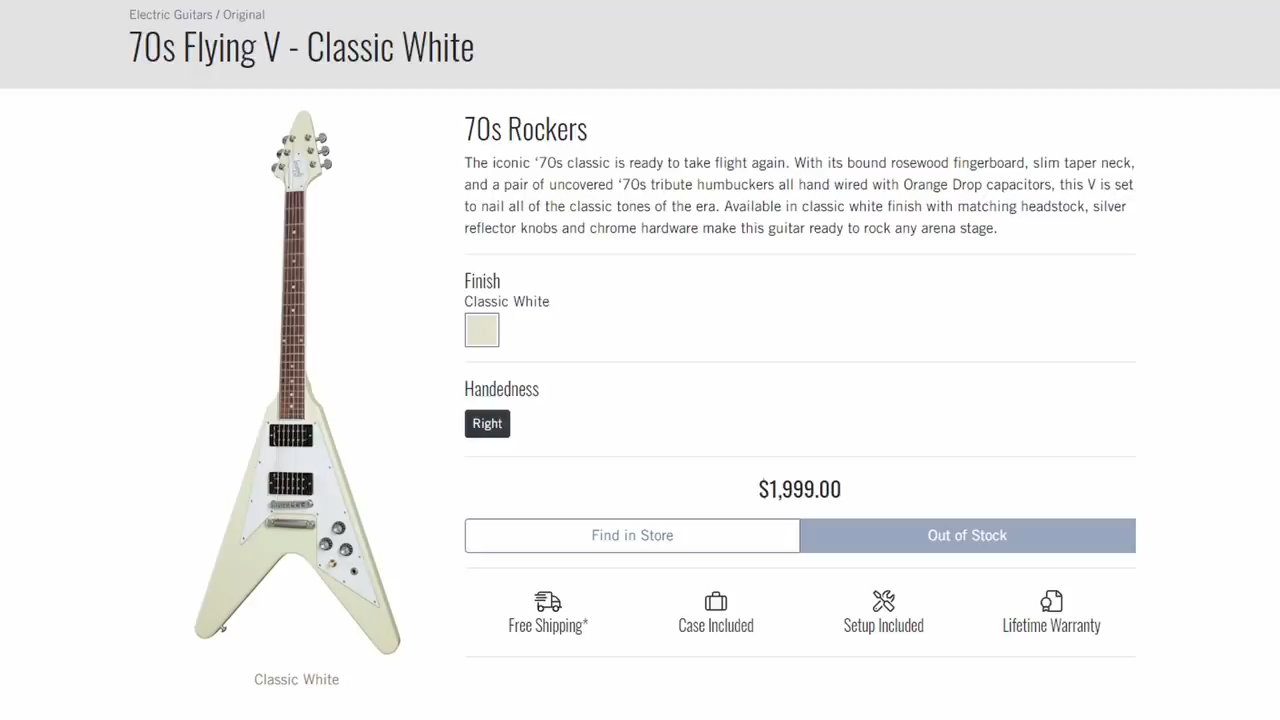 Electric Guitars / Original
70s Flying V - Classic White
70s Rockers
The iconic ‘70s classic is ready to take flight again. With its bound rosewood fingerboard, slim taper neck,
and a pair of uncovered ‘70s tribute humbuckers all hand wired with Orange Drop capacitors, this V is set
to nail all of the classic tones of the era. Available in classic white finish with matching headstock, silver
reflector knobs and chrome hardware make this guitar ready to rock any arena stage.
Finish
Classic White
Handedness
Right
$1,999.00
Find in Store
Out of Stock
Free Shipping*
Case Included
Setup Included
Lifetime Warranty
Classic White